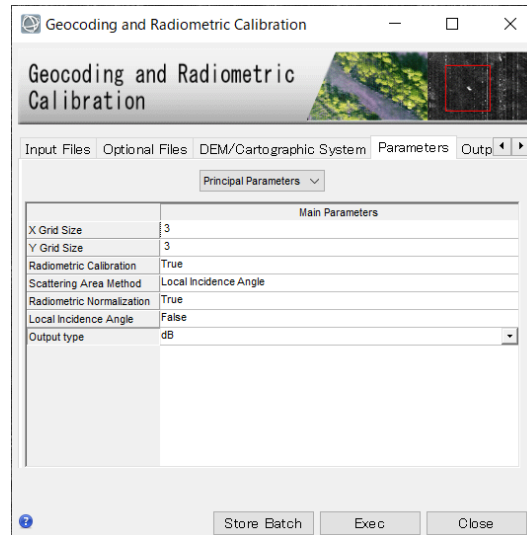 Geocoding and Radiometric Calibration
Geocoding and Radiometric
Calibration
Input Files Optional Files DEM/Cartographic System Parameters Outp
Principal Parameters
Main Parameters
X Grid Size 3
Y Grid Size 3
Radiometric Calibration True
Scattering Area Method Local Incidence Angle
Radiometric Normalization True
Local Incidence Angle False
Output type dB
Store Batch Exec Close